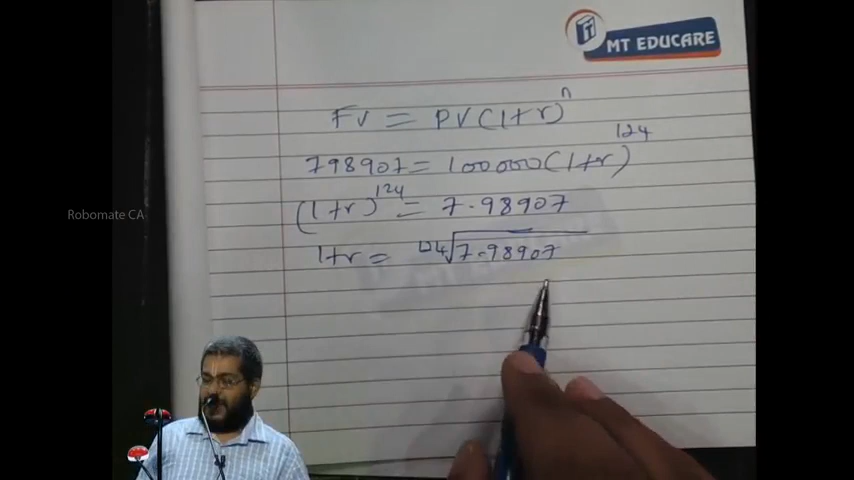 MT EDUCARE
FV = PV(1+r)^n
798907 = 100000(1+r)^124
(1+r)^124 = 7.98907
1+r = ¹²⁴√7.98907
Robomate CA